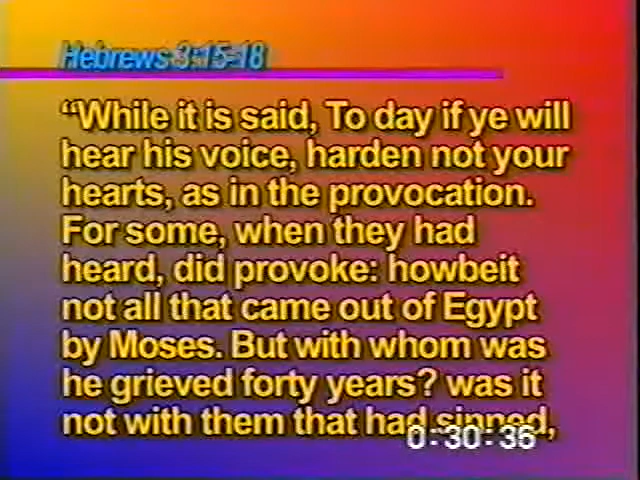 Hebrews 3:15-18
“While it is said, To day if ye will
hear his voice, harden not your
hearts, as in the provocation.
For some, when they had
heard, did provoke: howbeit
not all that came out of Egypt
by Moses. But with whom was
he grieved forty years? was it
not with them that had sinned,
0:30:36